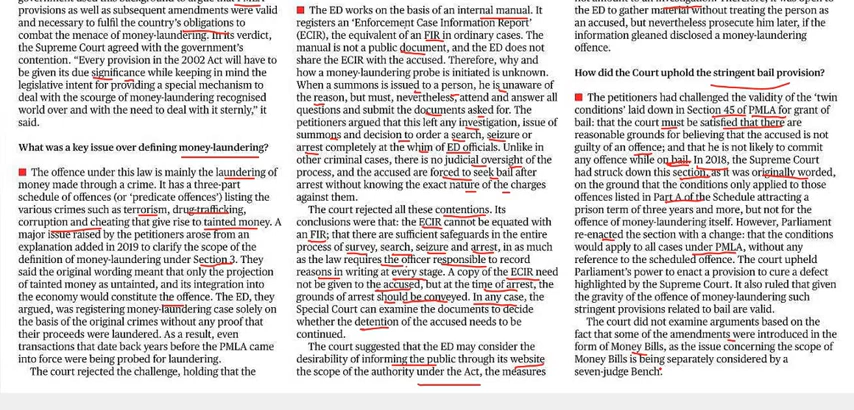 provisions as well as subsequent amendments were valid
and necessary to fulfil the country's obligations to
combat the menace of money-laundering. In its verdict,
the Supreme Court agreed with the government's
contention. “Every provision in the 2002 Act will have to
be given its due significance while keeping in mind the
legislative intent for providing a special mechanism to
deal with the scourge of money-laundering recognised
world over and with the need to deal with it sternly,” it
said.
What was a key issue over defining money-laundering?
■ The offence under this law is mainly the laundering of
money made through a crime. It has a three-part
schedule of offences (or ‘predicate offences’) listing the
various crimes such as terrorism, drug-trafficking,
corruption and cheating that give rise to tainted money. A
major issue raised by the petitioners arose from an
explanation added in 2019 to clarify the scope of the
definition of money-laundering under Section 3. They
said the original wording meant that only the projection
of tainted money as untainted, and its integration into
the economy would constitute the offence. The ED, they
argued, was registering money-laundering case solely on
the basis of the original crimes without any proof that
their proceeds were laundered. As a result, even
transactions that date back years before the PMLA came
into force were being probed for laundering.
The court rejected the challenge, holding that the
■ The ED works on the basis of an internal manual. It
registers an ‘Enforcement Case Information Report’
(ECIR), the equivalent of an FIR in ordinary cases. The
manual is not a public document, and the ED does not
share the ECIR with the accused. Therefore, why and
how a money-laundering probe is initiated is unknown.
When a summons is issued to a person, he is unaware of
the reason, but must, nevertheless, attend and answer all
questions and submit the documents asked for. The
petitioners argued that this left any investigation, issue of
summons and decision to order a search, seizure or
arrest completely at the whim of ED officials. Unlike in
other criminal cases, there is no judicial oversight of the
process, and the accused are forced to seek bail after
arrest without knowing the exact nature of the charges
against them.
The court rejected all these contentions. Its
conclusions were that: the ECIR cannot be equated with
an FIR; that there are sufficient safeguards in the entire
process of survey, search, seizure and arrest, in as much
as the law requires the officer responsible to record
reasons in writing at every stage. A copy of the ECIR need
not be given to the accused, but at the time of arrest, the
grounds of arrest should be conveyed. In any case, the
Special Court can examine the documents to decide
whether the detention of the accused needs to be
continued.
The court suggested that the ED may consider the
desirability of informing the public through its website
the scope of the authority under the Act, the measures
the ED to gather material without treating the person as
an accused, but nevertheless prosecute him later, if the
information gleaned disclosed a money-laundering
offence.
How did the Court uphold the stringent bail provision?
■ The petitioners had challenged the validity of the ‘twin
conditions’ laid down in Section 45 of PMLA for grant of
bail: that the court must be satisfied that there are
reasonable grounds for believing that the accused is not
guilty of an offence; and that he is not likely to commit
any offence while on bail. In 2018, the Supreme Court
had struck down this section, as it was originally worded,
on the ground that the conditions only applied to those
offences listed in Part A of the Schedule attracting a
prison term of three years and more, but not for the
offence of money-laundering itself. However, Parliament
re-enacted the section with a change: that the conditions
would apply to all cases under PMLA, without any
reference to the scheduled offence. The court upheld
Parliament's power to enact a provision to cure a defect
highlighted by the Supreme Court. It also ruled that given
the gravity of the offence of money-laundering such
stringent provisions related to bail are valid.
The court did not examine arguments based on the
fact that some of the amendments were introduced in the
form of Money Bills, as the issue concerning the scope of
Money Bills is being separately considered by a
seven-judge Bench.